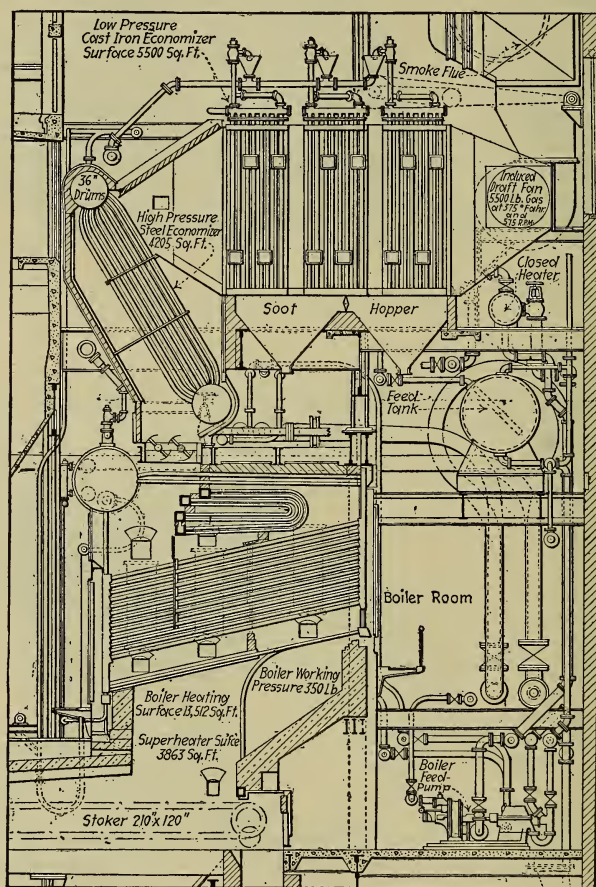 Low Pressure
Cast Iron Economizer
Surface 5500 Sq. Ft.
Smoke Flue
36"
Drums
High Pressure
Steel Economizer
4205 Sq. Ft.
Induced
Draft Fan
5500 Lb. Gas
at 375° Fahr.
and
575 R.P.M.
Closed
Heater
Soot Hopper
Feed
Tank
Boiler Room
Boiler Heating
Surface 13,512 Sq. Ft.
Boiler Working
Pressure 350 Lb.
Superheater Su'fce
3863 Sq. Ft.
Boiler
Feed-
Pump
Stoker 210"x 120"